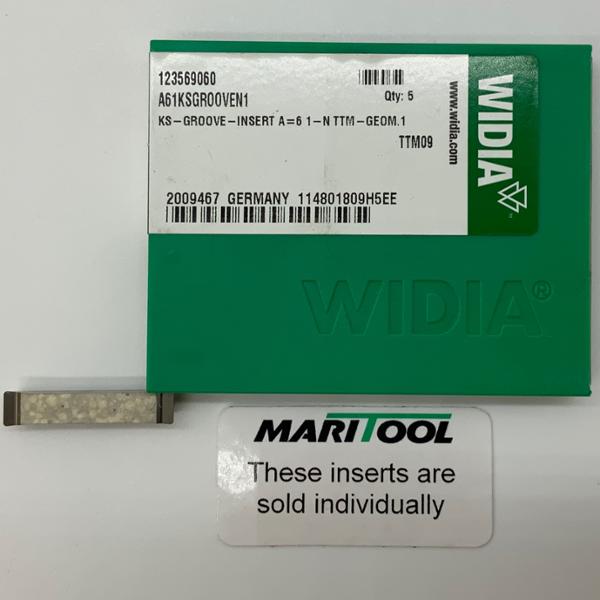 123569060
A61KSGROOVEN1
Qty: 5
KS-GROOVE-INSERT A=6 1-N TTM-GEOM.1
TTM09
2009467 GERMANY 114801809H5EE
www.widia.com
WIDIA
WIDIA®
MARITOOL
These inserts are
sold individually